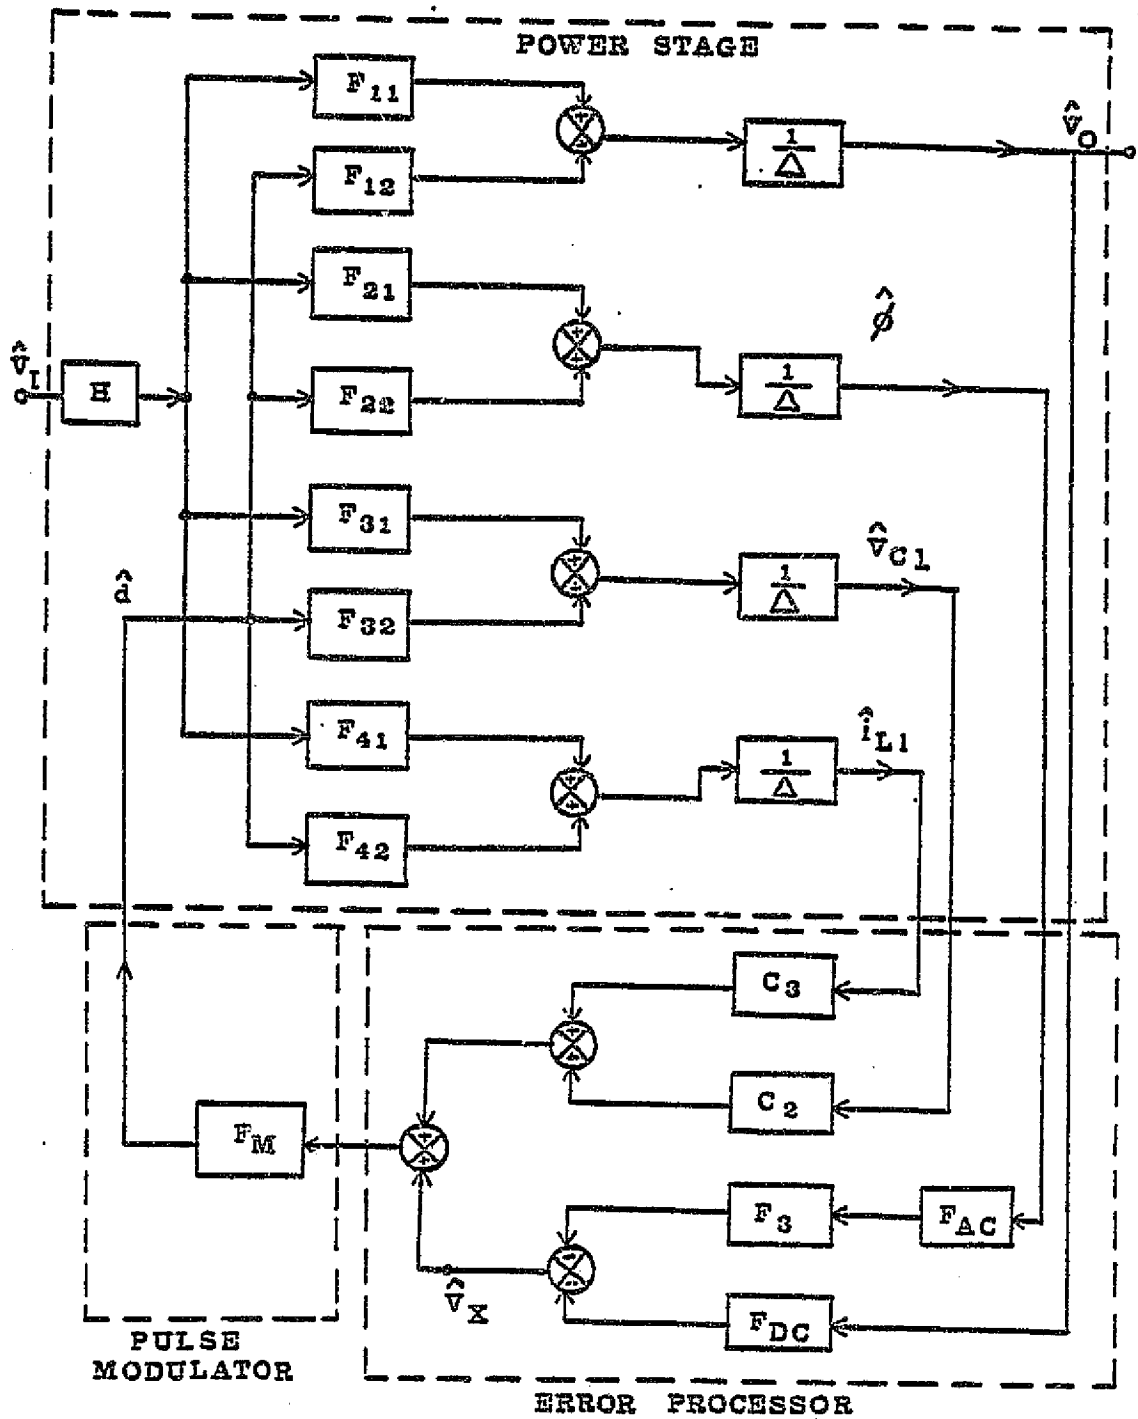 POWER STAGE
F11
F12
F21
F22
F31
F32
F41
F42
1/Δ
1/Δ
1/Δ
1/Δ
v̂O
φ̂
v̂C1
îL1
v̂I
H
d̂
C3
C2
F3
FAC
FDC
FM
v̂X
+
+
+
+
+
+
+
+
+
+
+
+
-
-
PULSE
MODULATOR
ERROR PROCESSOR